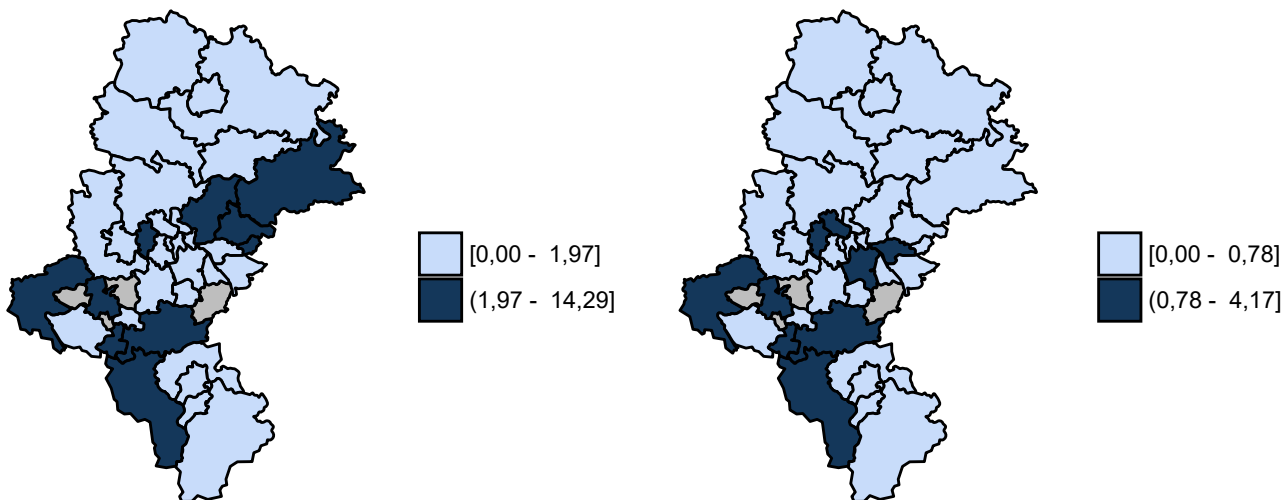 [0,00 - 1,97]
(1,97 - 14,29]
[0,00 - 0,78]
(0,78 - 4,17]